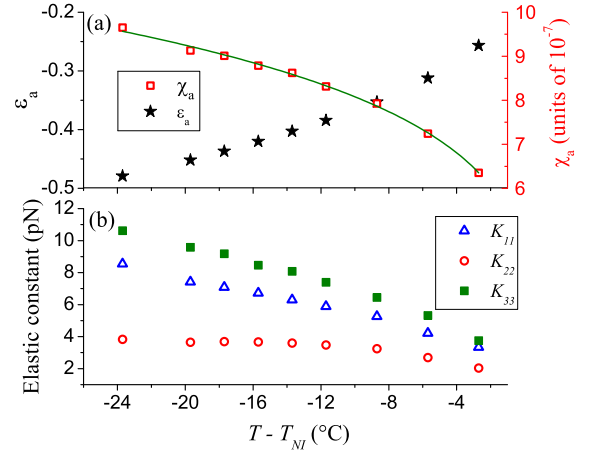 (a)
-0.2
-0.3
-0.4
-0.5
εₐ
χₐ
εₐ
10
9
8
7
6
χₐ (units of 10⁻⁷)
(b)
12
10
8
6
4
2
Elastic constant (pN)
K₁₁
K₂₂
K₃₃
-24 -20 -16 -12 -8 -4
T - T_NI (°C)